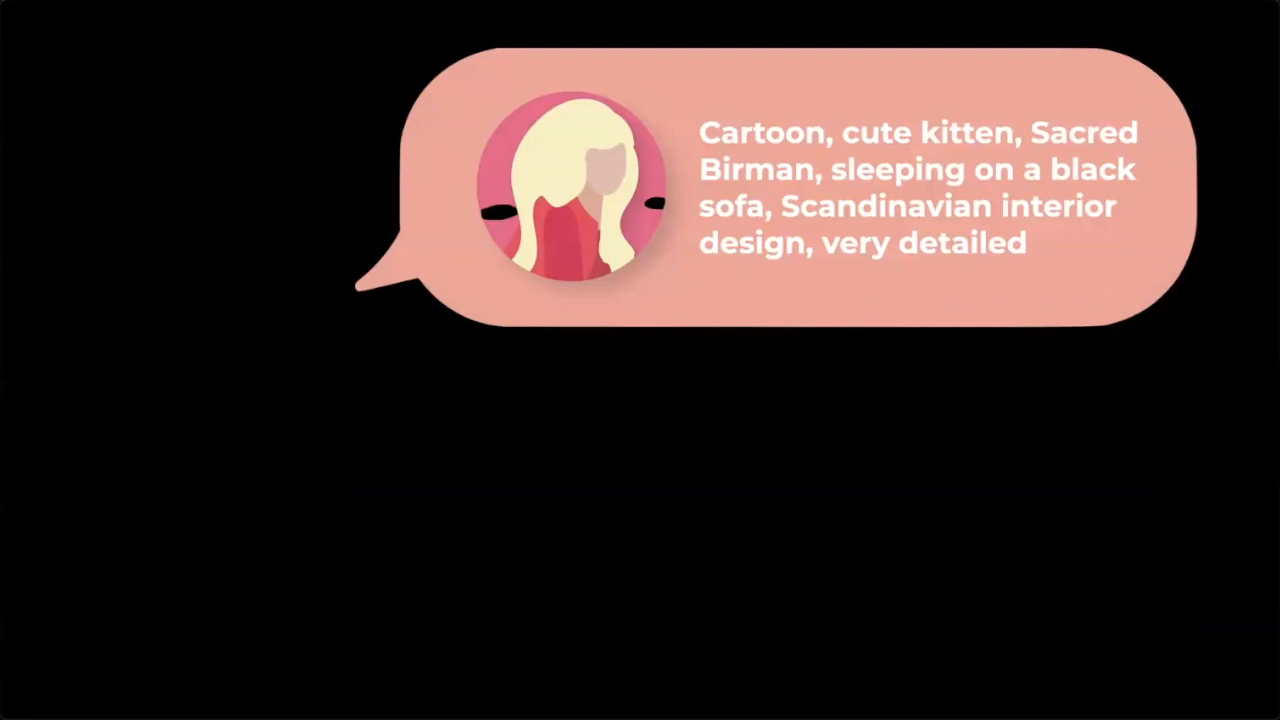 Cartoon, cute kitten, Sacred
Birman, sleeping on a black
sofa, Scandinavian interior
design, very detailed